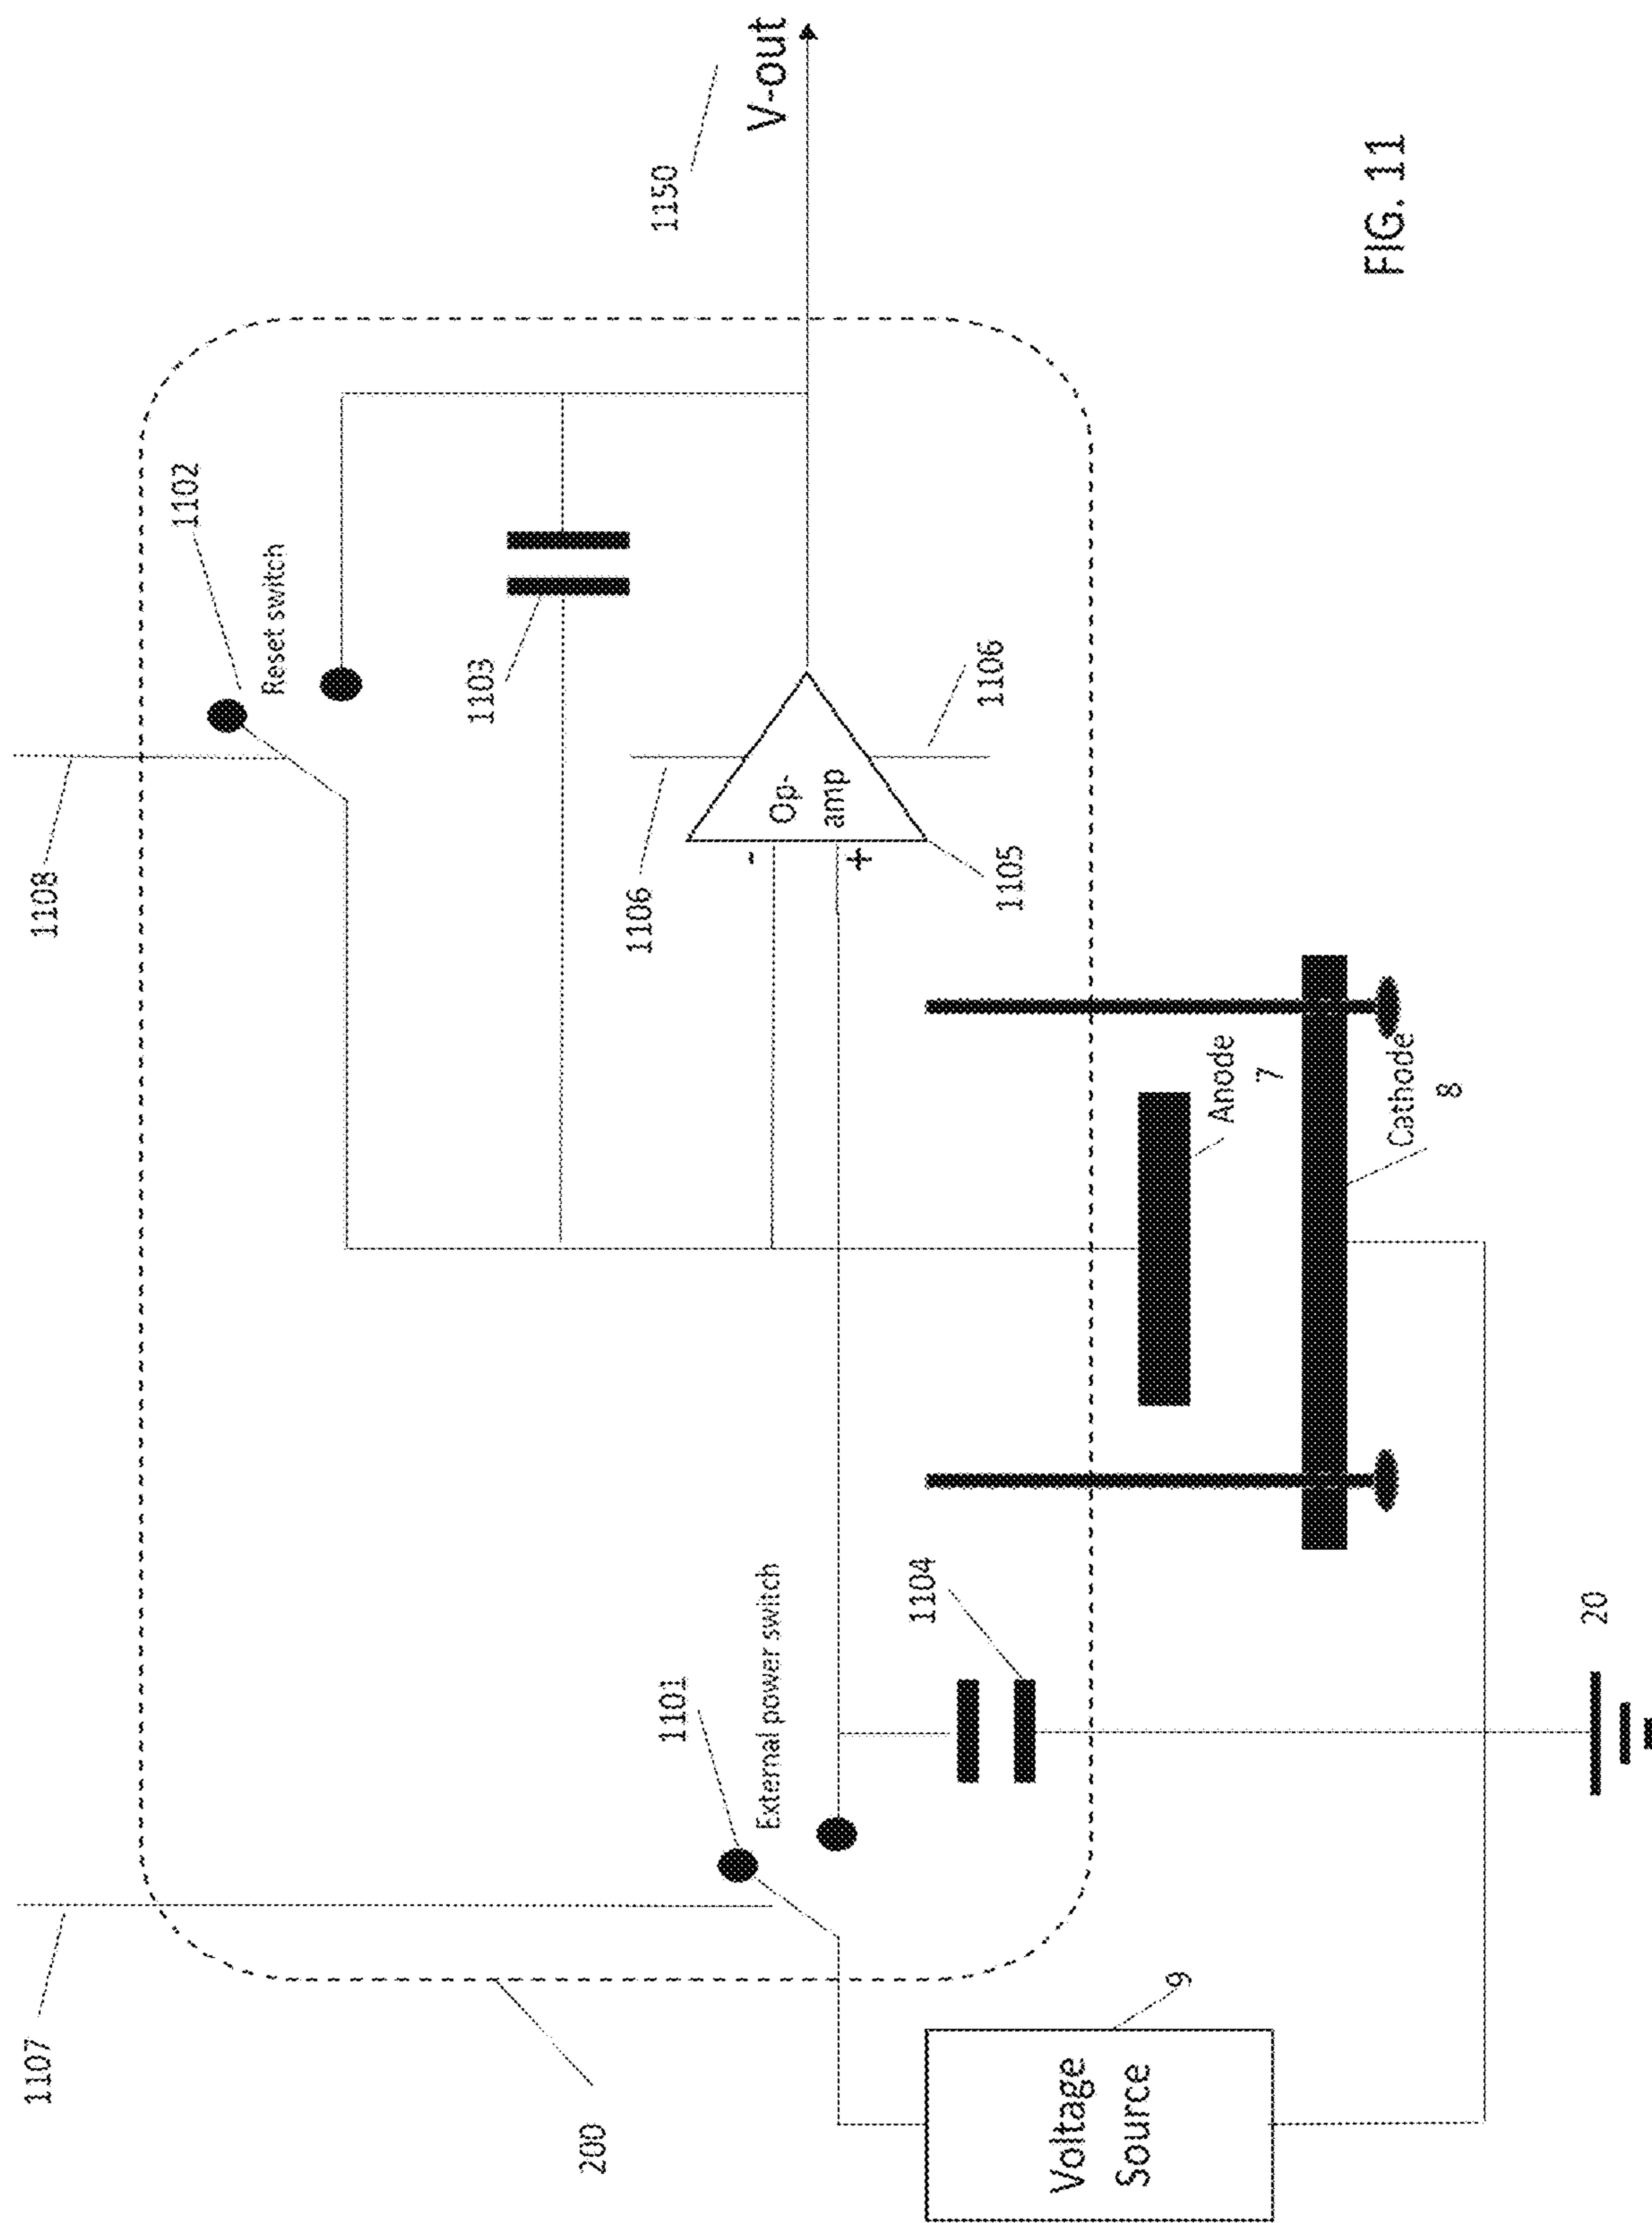 1108
1102
Reset switch
1103
1106
1106
Op-
amp
-
+
1105
1150
V-out
1107
200
1101
External power switch
1104
Anode
7
Cathode
8
Voltage
Source
9
20
FIG. 11